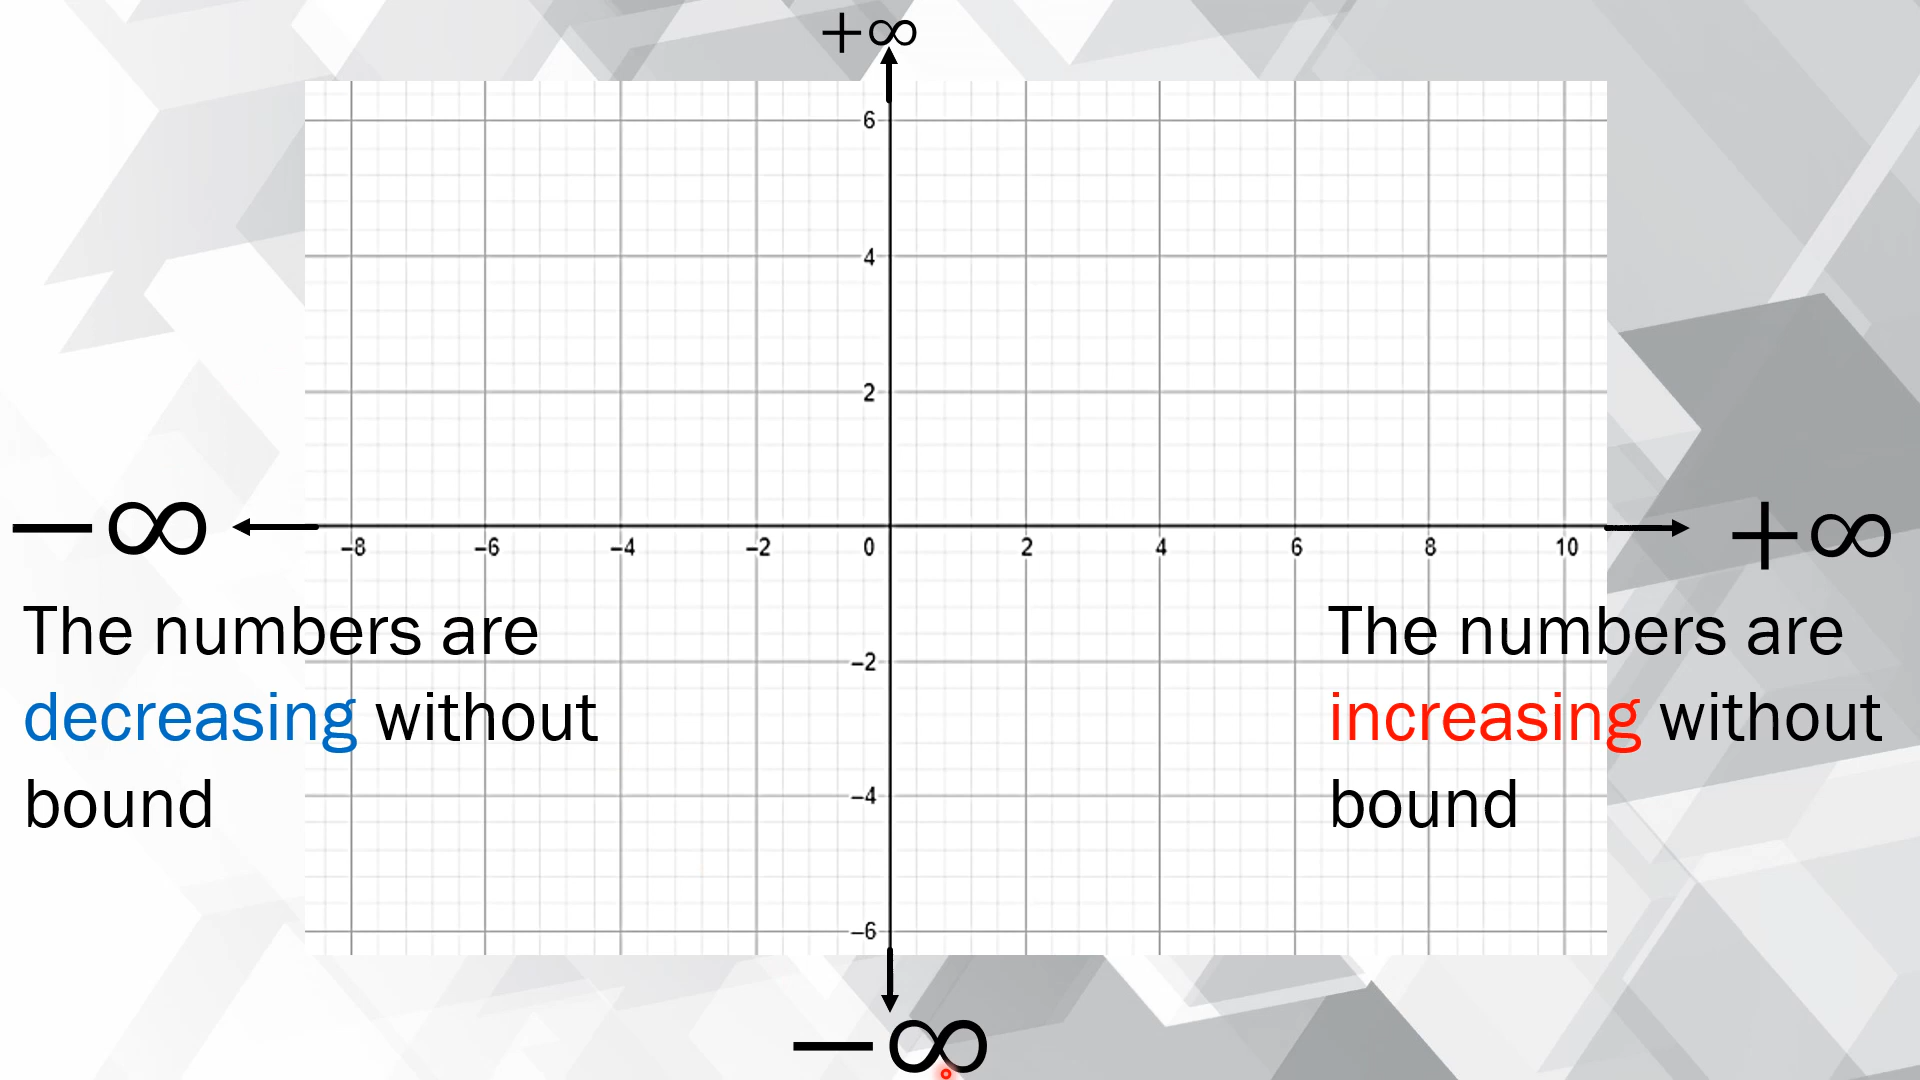 +∞
6
4
2
−∞
+∞
−8 −6 −4 −2 0 2 4 6 8 10
The numbers are
decreasing without
bound
The numbers are
increasing without
bound
−2
−4
−6
−∞